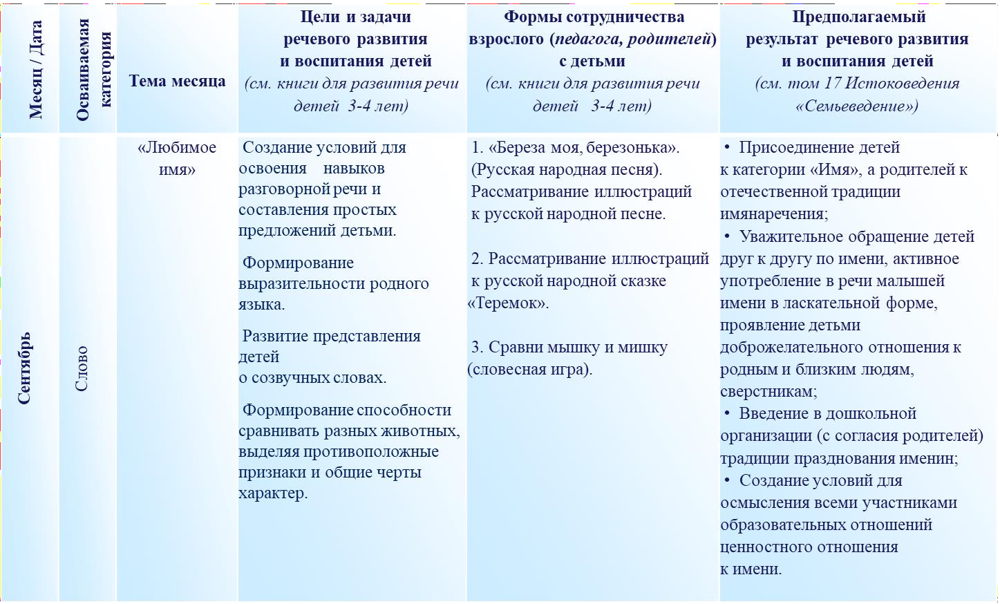 Месяц / Дата
Осваиваемая
категория
Тема месяца
Цели и задачи
речевого развития
и воспитания детей
(см. книги для развития речи
детей 3-4 лет)
Формы сотрудничества
взрослого (педагога, родителей)
с детьми
(см. книги для развития речи
детей 3-4 лет)
Предполагаемый
результат речевого развития
и воспитания детей
(см. том 17 Истоковедения
«Семьеведение»)
Сентябрь
Слово
«Любимое
имя»
Создание условий для
освоения навыков
разговорной речи и
составления простых
предложений детьми.
Формирование
выразительности родного
языка.
Развитие представления
детей
о созвучных словах.
Формирование способности
сравнивать разных животных,
выделяя противоположные
признаки и общие черты
характер.
1. «Береза моя, березонька».
(Русская народная песня).
Рассматривание иллюстраций
к русской народной песне.
2. Рассматривание иллюстраций
к русской народной сказке
«Теремок».
3. Сравни мышку и мишку
(словесная игра).
• Присоединение детей
к категории «Имя», а родителей к
отечественной традиции
имянаречения;
• Уважительное обращение детей
друг к другу по имени, активное
употребление в речи малышей
имени в ласкательной форме,
проявление детьми
доброжелательного отношения к
родным и близким людям,
сверстникам;
• Введение в дошкольной
организации (с согласия родителей)
традиции празднования именин;
• Создание условий для
осмысления всеми участниками
образовательных отношений
ценностного отношения
к имени.